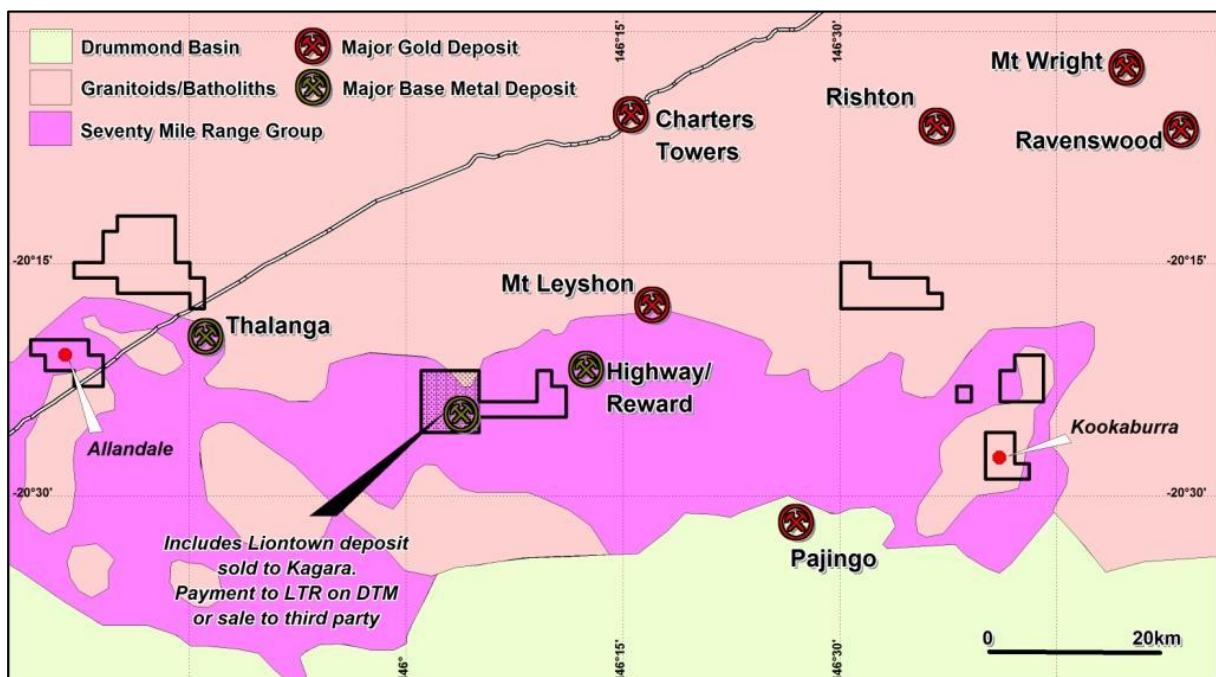 Drummond Basin
Granitoids/Batholiths
Seventy Mile Range Group
Major Gold Deposit
Major Base Metal Deposit
146°15'
146°30'
Mt Wright
Rishton
Ravenswood
Charters
Towers
-20°15'
-20°15'
Mt Leyshon
Thalanga
Highway/
Reward
Allandale
Kookaburra
-20°30'
-20°30'
Includes Liontown deposit
sold to Kagara.
Payment to LTR on DTM
or sale to third party
Pajingo
146°
146°15'
146°30'
0 20km